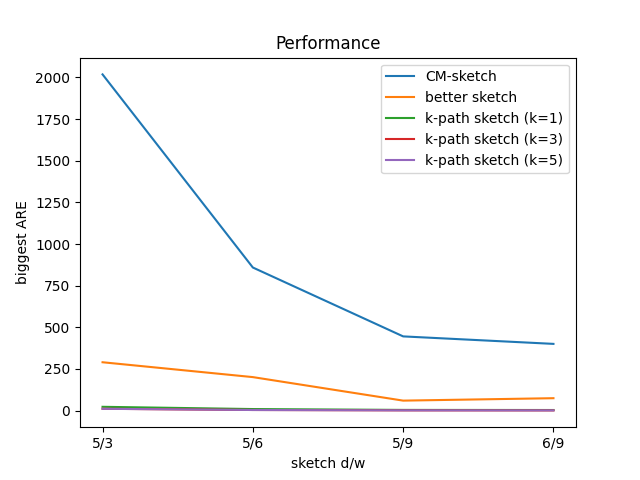 Performance
CM-sketch
better sketch
k-path sketch (k=1)
k-path sketch (k=3)
k-path sketch (k=5)
biggest ARE
2000
1750
1500
1250
1000
750
500
250
0
5/3 5/6 5/9 6/9
sketch d/w